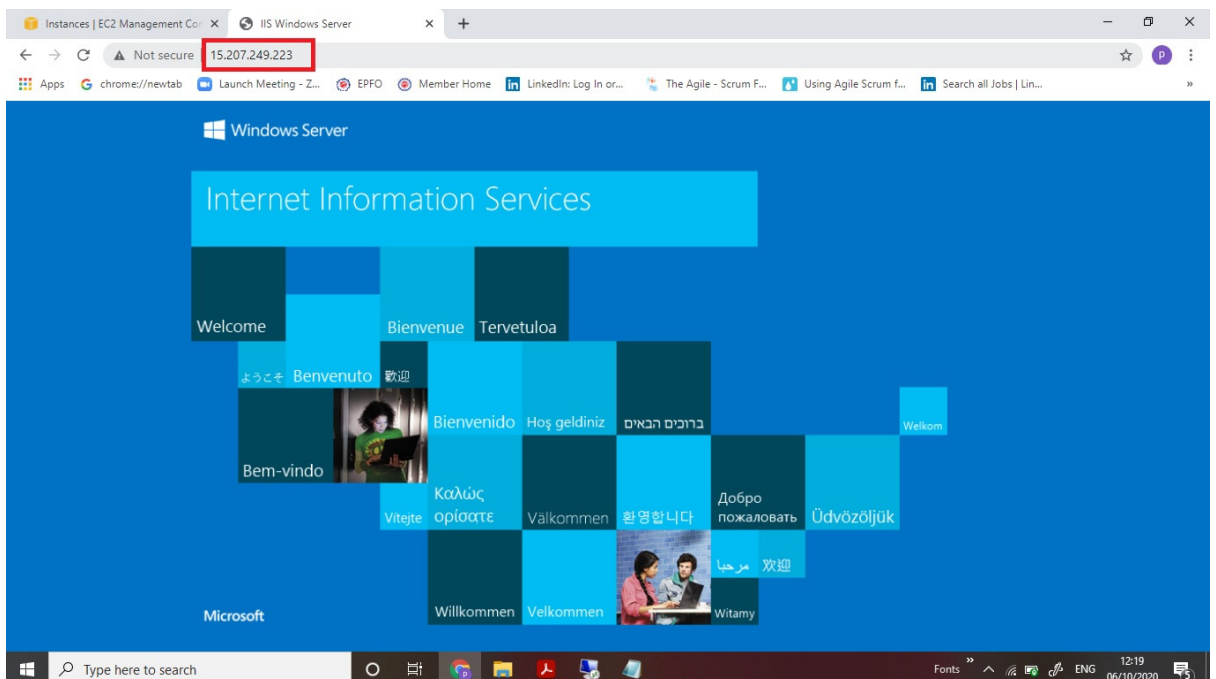 Instances | EC2 Management Con
IIS Windows Server
Not secure
15.207.249.223
Apps
chrome://newtab
Launch Meeting - Z...
EPFO
Member Home
LinkedIn: Log In or...
The Agile - Scrum F...
Using Agile Scrum f...
Search all Jobs | Lin...
Windows Server
Internet Information Services
Welcome
Bienvenue
Tervetuloa
ようこそ
Benvenuto
歡迎
Bienvenido
Hoş geldiniz
ברוכים הבאים
Welkom
Bem-vindo
Vítejte
Καλώς
ορίσατε
Välkommen
환영합니다
Добро
пожаловать
Üdvözöljük
مرحبا
欢迎
Microsoft
Willkommen
Velkommen
Witamy
Type here to search
Fonts
ENG
12:19
06/10/2020